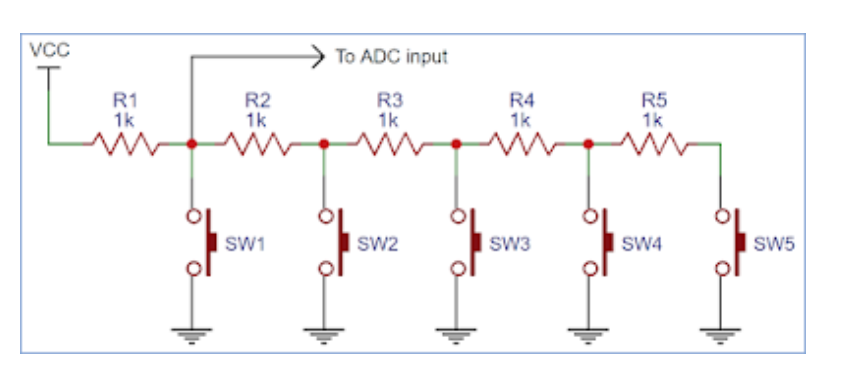 VCC
To ADC input
R1 R2 R3 R4 R5
1k 1k 1k 1k 1k
SW1 SW2 SW3 SW4 SW5